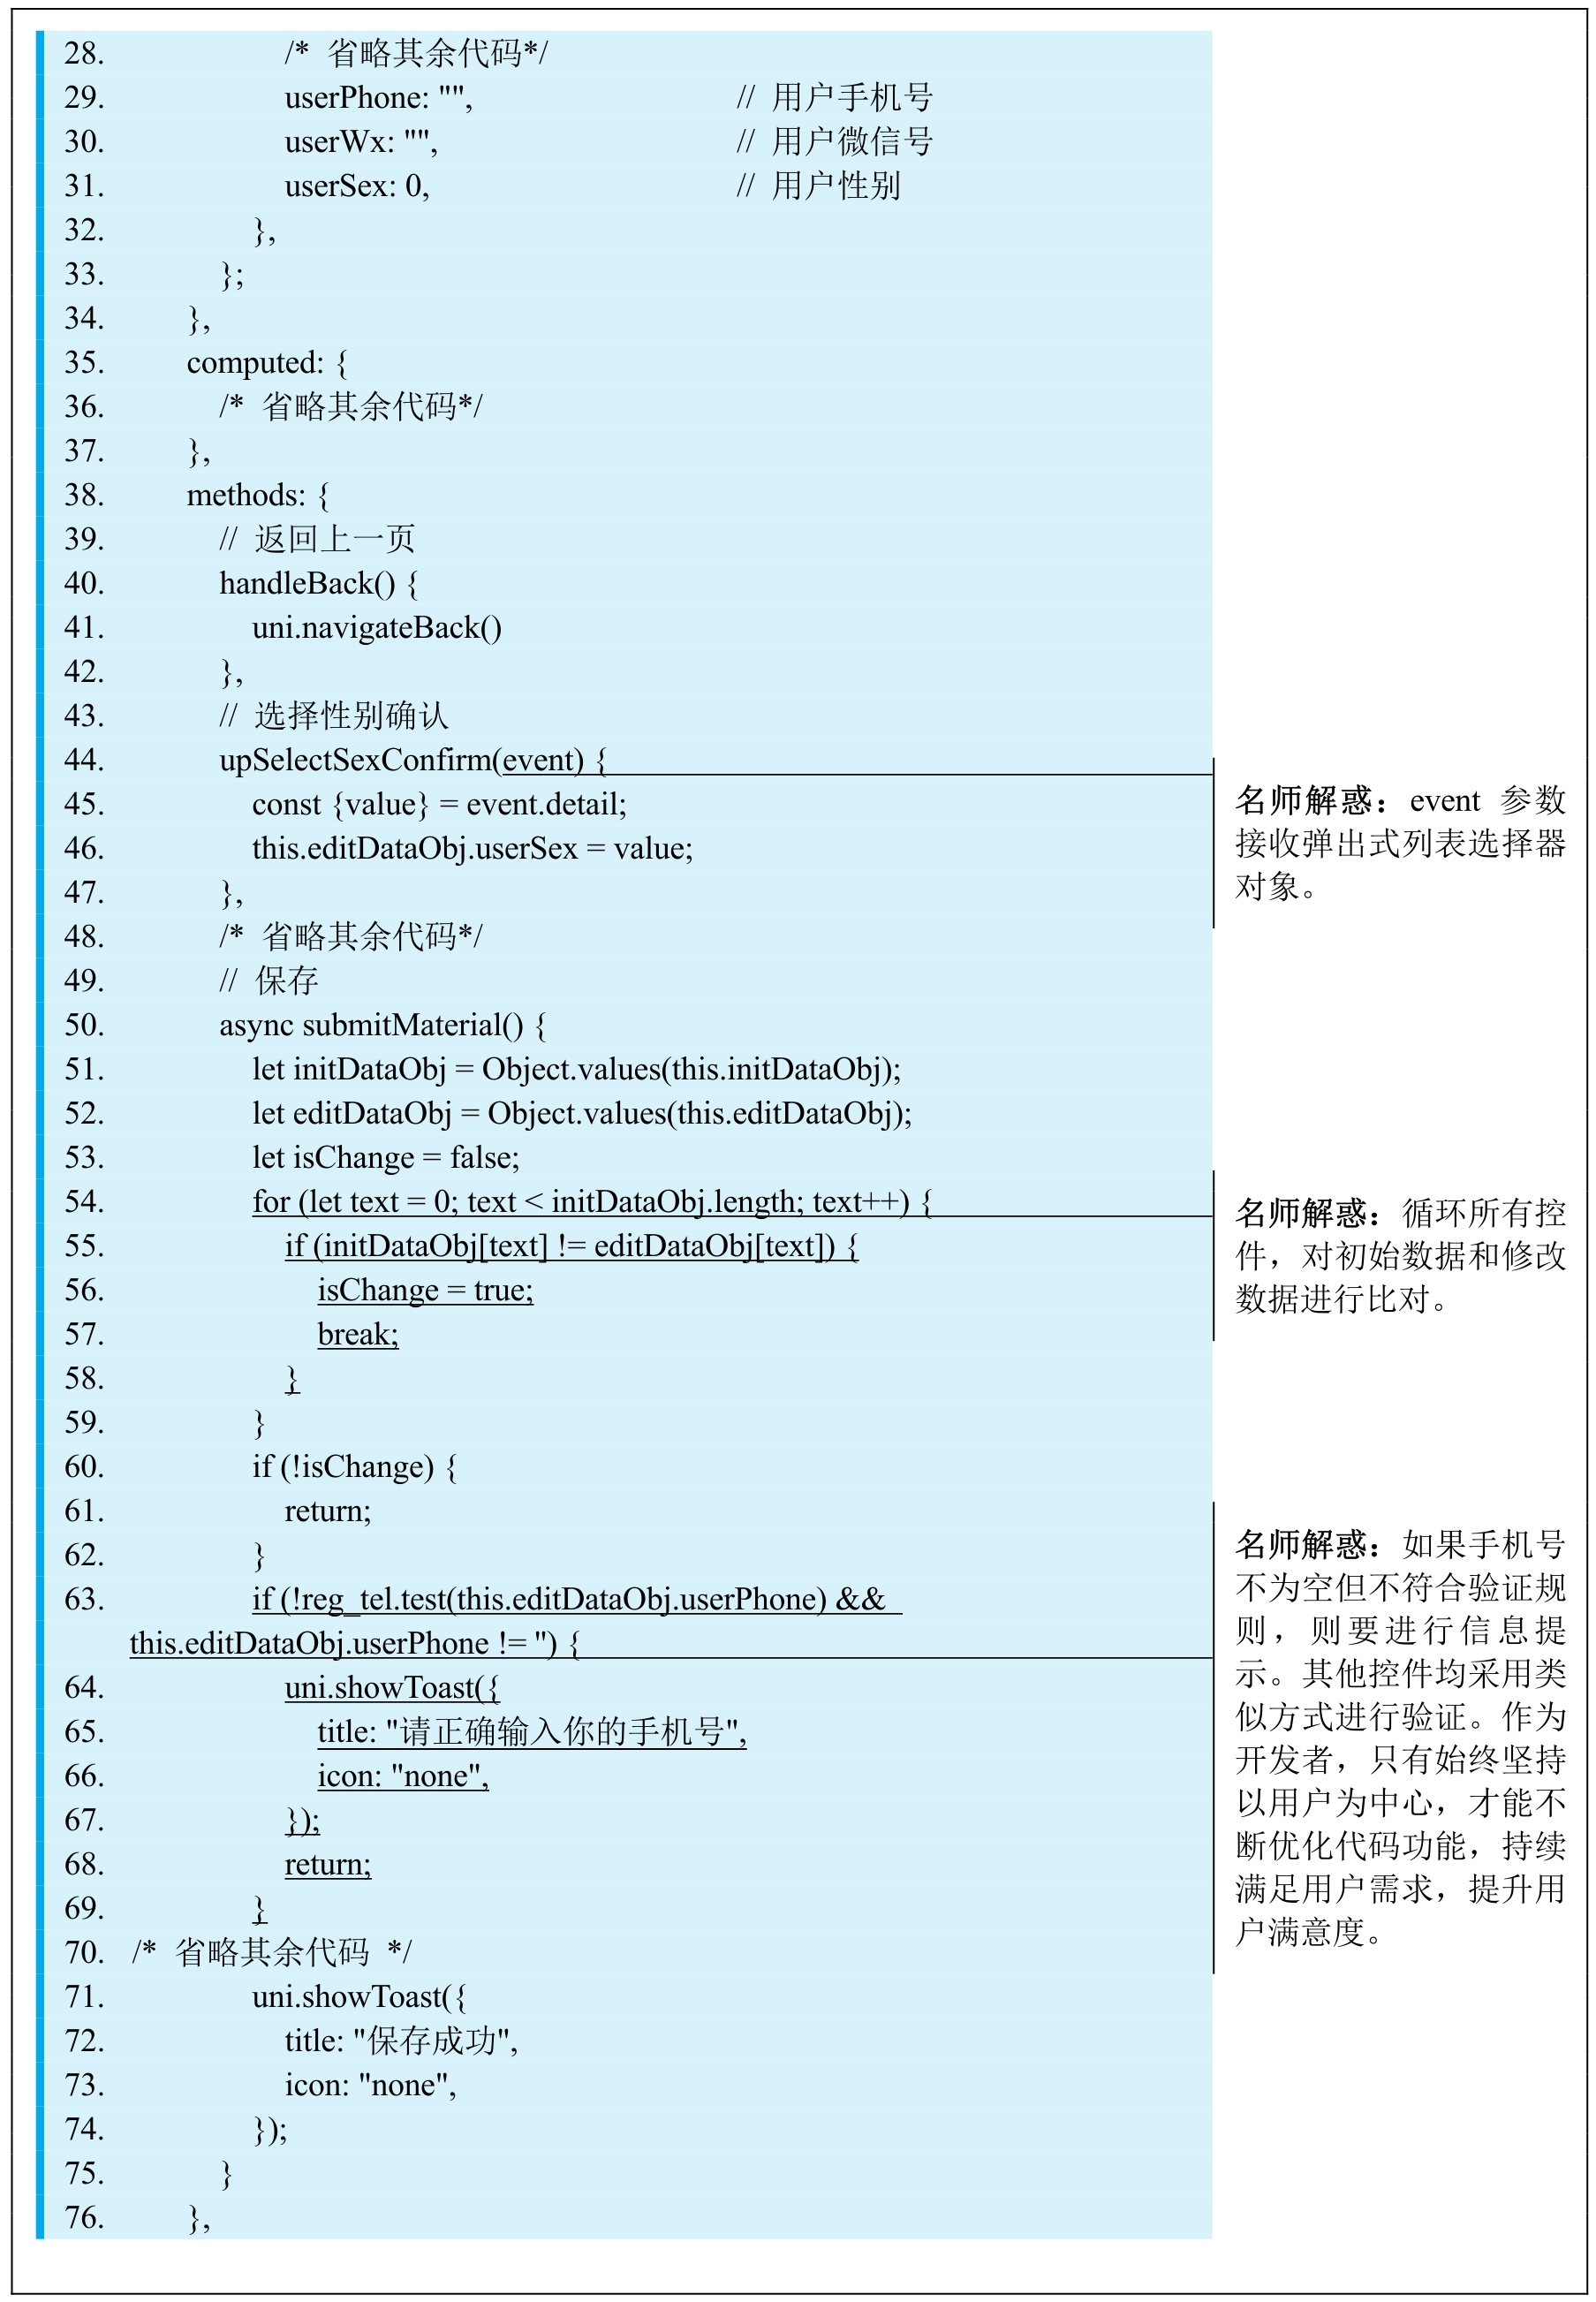 28. /* 省略其余代码*/
29. userPhone: "", // 用户手机号
30. userWx: "", // 用户微信号
31. userSex: 0, // 用户性别
32. },
33. };
34. },
35. computed: {
36. /* 省略其余代码*/
37. },
38. methods: {
39. // 返回上一页
40. handleBack() {
41. uni.navigateBack()
42. },
43. // 选择性别确认
44. upSelectSexConfirm(event) {
45. const {value} = event.detail;
46. this.editDataObj.userSex = value;
47. },
48. /* 省略其余代码*/
49. // 保存
50. async submitMaterial() {
51. let initDataObj = Object.values(this.initDataObj);
52. let editDataObj = Object.values(this.editDataObj);
53. let isChange = false;
54. for (let text = 0; text < initDataObj.length; text++) {
55. if (initDataObj[text] != editDataObj[text]) {
56. isChange = true;
57. break;
58. }
59. }
60. if (!isChange) {
61. return;
62. }
63. if (!reg_tel.test(this.editDataObj.userPhone) &&
this.editDataObj.userPhone != '') {
64. uni.showToast({
65. title: "请正确输入你的手机号",
66. icon: "none",
67. });
68. return;
69. }
70. /* 省略其余代码 */
71. uni.showToast({
72. title: "保存成功",
73. icon: "none",
74. });
75. }
76. },
名师解惑：event 参数
接收弹出式列表选择器
对象。
名师解惑：循环所有控
件，对初始数据和修改
数据进行比对。
名师解惑：如果手机号
不为空但不符合验证规
则，则要进行信息提
示。其他控件均采用类
似方式进行验证。作为
开发者，只有始终坚持
以用户为中心，才能不
断优化代码功能，持续
满足用户需求，提升用
户满意度。